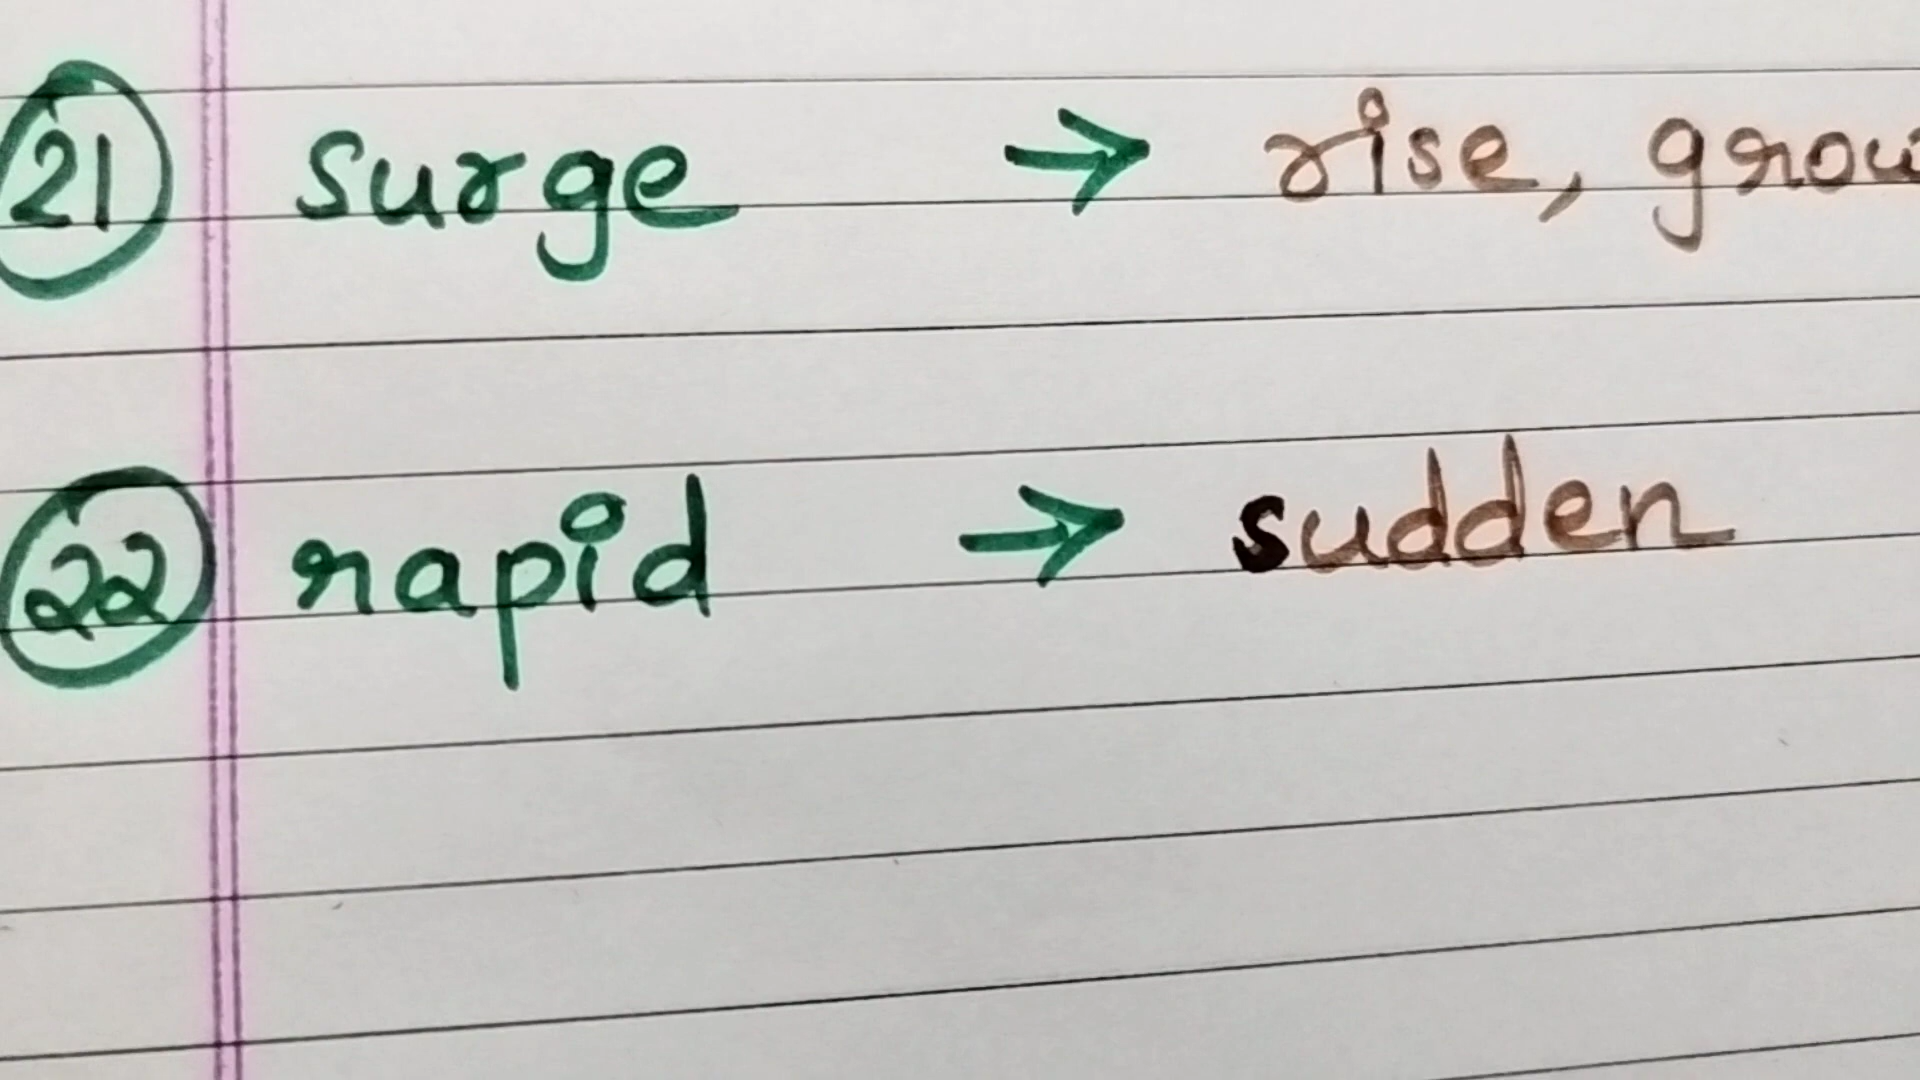 21 surge → rise,
22 rapid → sudden